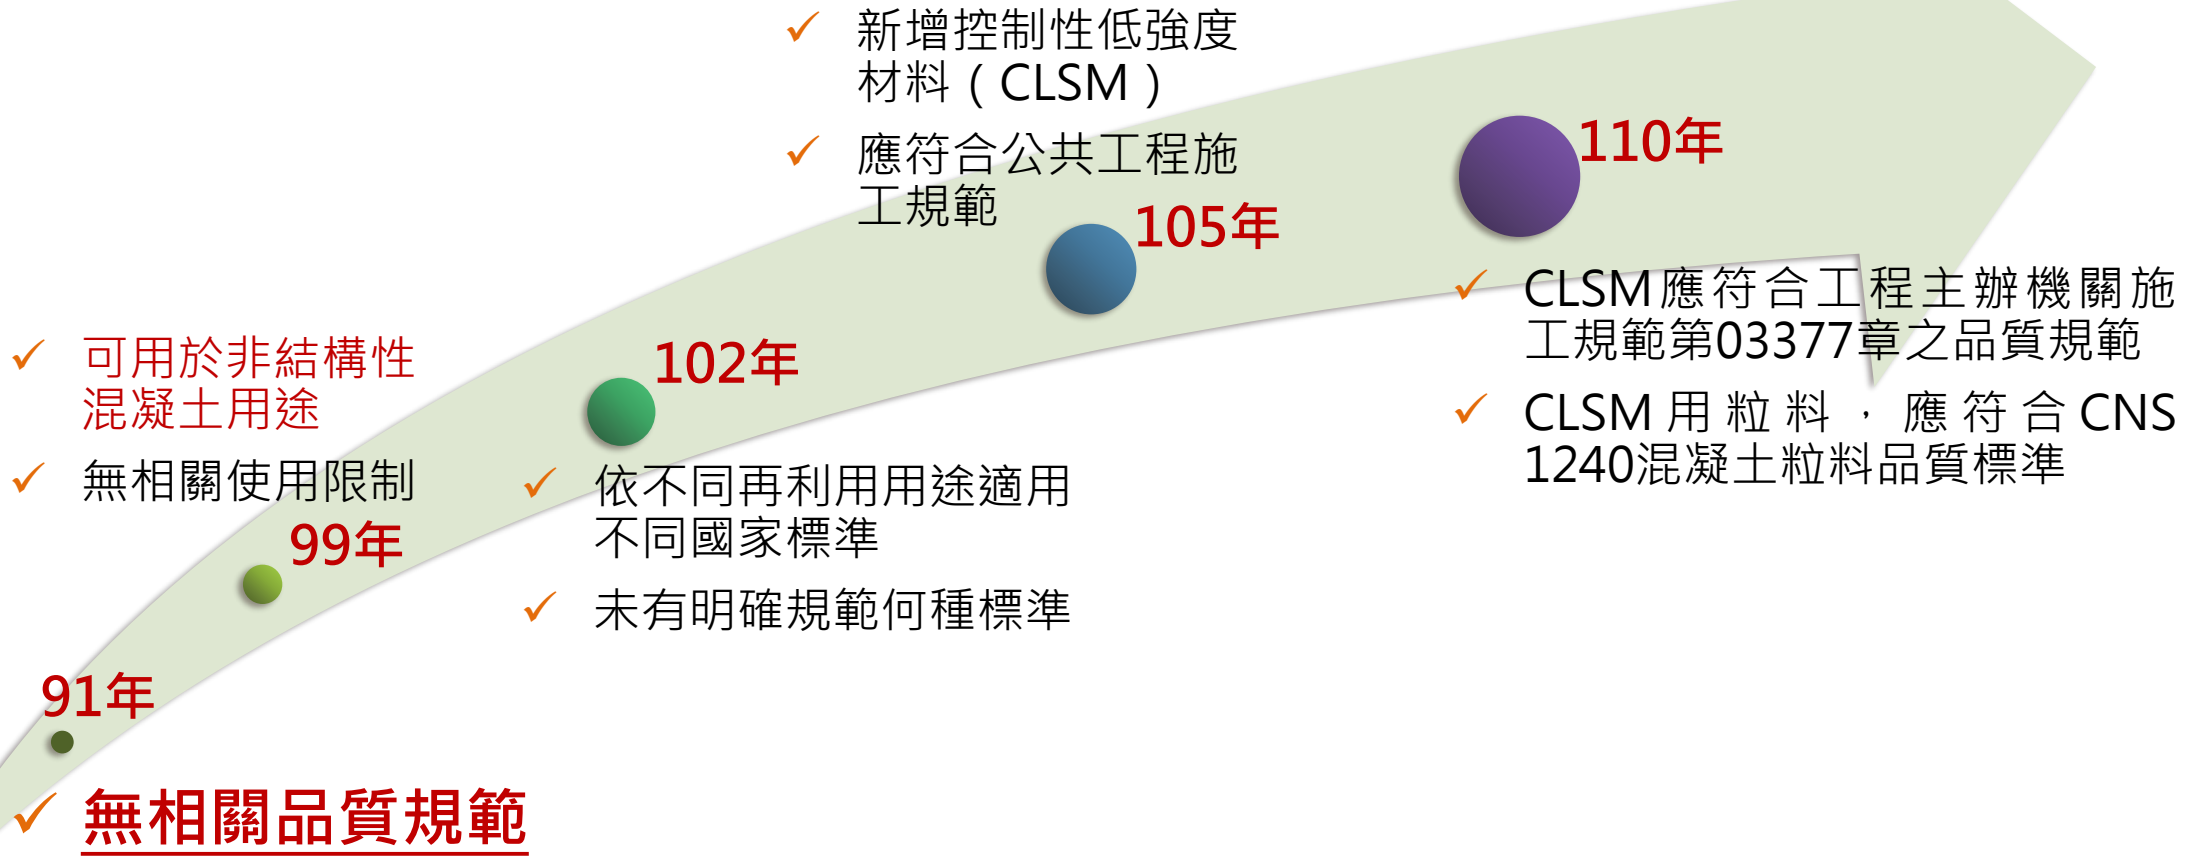 新增控制性低強度
材料（CLSM）
應符合公共工程施
工規範
110年
105年
CLSM應符合工程主辦機關施
工規範第03377章之品質規範
CLSM用粒料，應符合CNS
1240混凝土粒料品質標準
可用於非結構性
混凝土用途
無相關使用限制
102年
依不同再利用用途適用
不同國家標準
未有明確規範何種標準
99年
91年
無相關品質規範